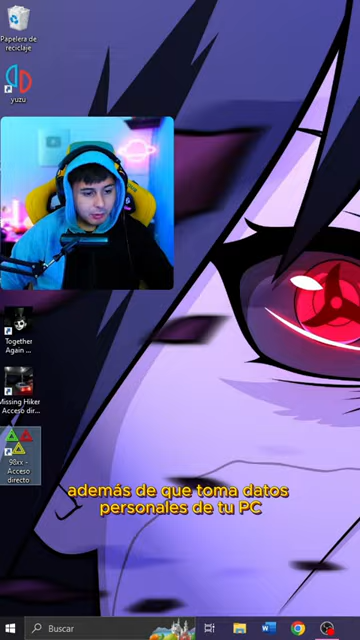 Papelera de
reciclaje
yuzu
Together
Again ...
Missing Hiker
Acceso dir...
98xx -
Acceso
directo
además de que toma datos
personales de tu PC
Buscar